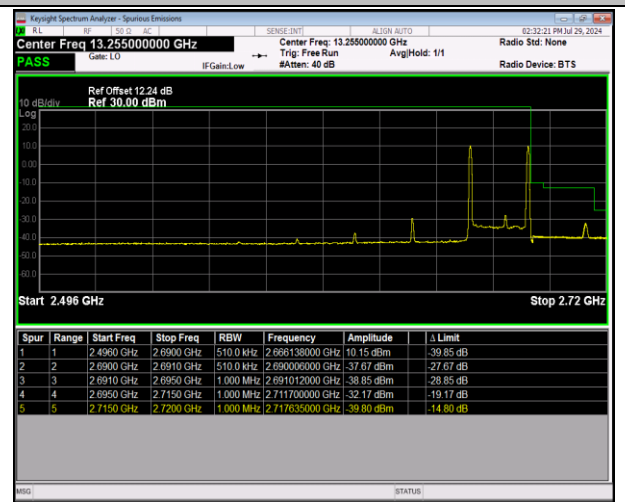 Keysight Spectrum Analyzer - Spurious Emissions
RL RF 50 Ω AC SENSE:INT ALIGN AUTO 02:32:21 PM Jul 29, 2024
Center Freq 13.255000000 GHz Center Freq: 13.255000000 GHz Radio Std: None
Gate: LO Trig: Free Run Avg|Hold: 1/1
PASS IFGain:Low #Atten: 40 dB Radio Device: BTS
Ref Offset 12.24 dB
10 dB/div Ref 30.00 dBm
Log
20.0
10.0
0.00
-10.0
-20.0
-30.0
-40.0
-50.0
-60.0
Start 2.496 GHz Stop 2.72 GHz
Spur Range Start Freq Stop Freq RBW Frequency Amplitude Δ Limit
1 1 2.4960 GHz 2.6900 GHz 510.0 kHz 2.666138000 GHz 10.15 dBm -39.85 dB
2 2 2.6900 GHz 2.6910 GHz 510.0 kHz 2.690006000 GHz -37.67 dBm -27.67 dB
3 3 2.6910 GHz 2.6950 GHz 1.000 MHz 2.691012000 GHz -38.85 dBm -28.85 dB
4 4 2.6950 GHz 2.7150 GHz 1.000 MHz 2.711700000 GHz -32.17 dBm -19.17 dB
5 5 2.7150 GHz 2.7200 GHz 1.000 MHz 2.717635000 GHz -39.80 dBm -14.80 dB
MSG STATUS